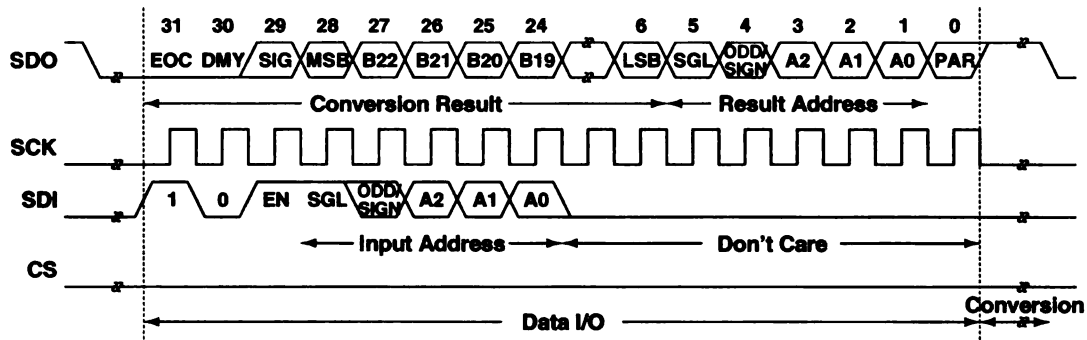 31 30 29 28 27 26 25 24 6 5 4 3 2 1 0
SDO EOC DMY SIG MSB B22 B21 B20 B19 LSB SGL ODD/SIGN A2 A1 A0 PAR
Conversion Result Result Address
SCK
SDI 1 0 EN SGL ODD/SIGN A2 A1 A0
Input Address Don't Care
CS
Conversion
Data I/O